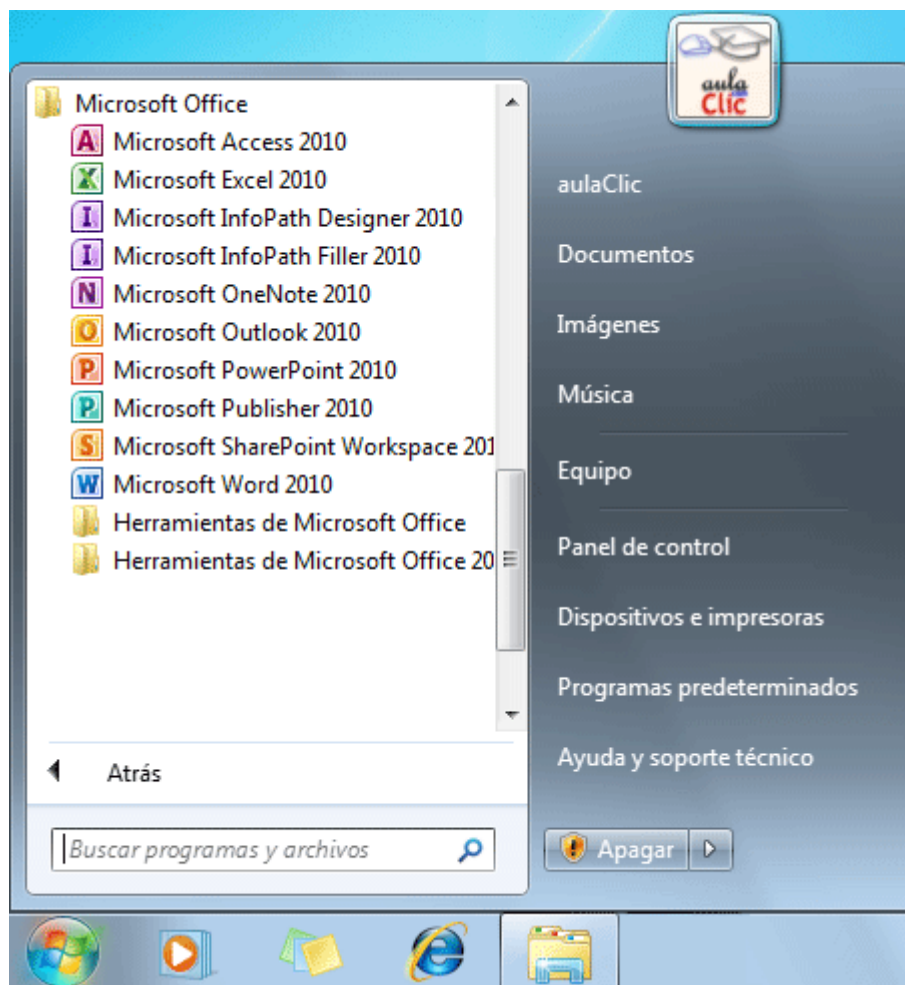 aula
Clic
Microsoft Office
Microsoft Access 2010
Microsoft Excel 2010
Microsoft InfoPath Designer 2010
Microsoft InfoPath Filler 2010
Microsoft OneNote 2010
Microsoft Outlook 2010
Microsoft PowerPoint 2010
Microsoft Publisher 2010
Microsoft SharePoint Workspace 201
Microsoft Word 2010
Herramientas de Microsoft Office
Herramientas de Microsoft Office 20
Atrás
Buscar programas y archivos
aulaClic
Documentos
Imágenes
Música
Equipo
Panel de control
Dispositivos e impresoras
Programas predeterminados
Ayuda y soporte técnico
Apagar